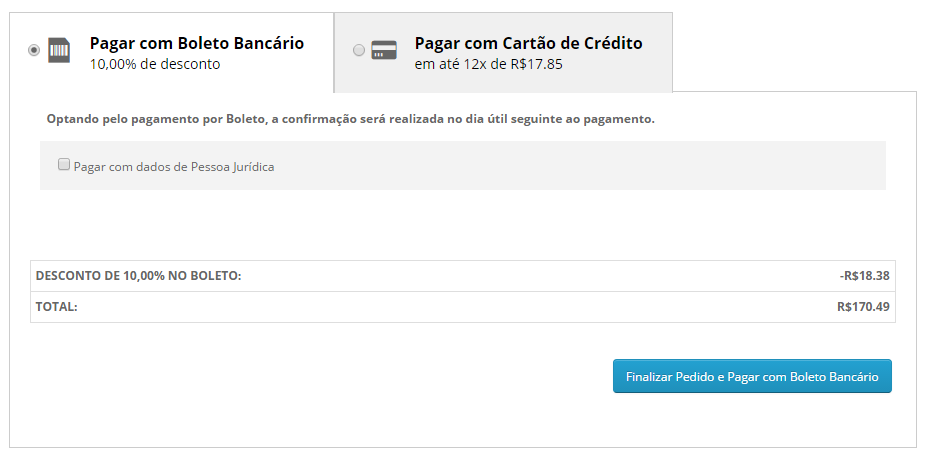 Pagar com Boleto Bancário
10,00% de desconto
Pagar com Cartão de Crédito
em até 12x de R$17.85
Optando pelo pagamento por Boleto, a confirmação será realizada no dia útil seguinte ao pagamento.
Pagar com dados de Pessoa Jurídica
DESCONTO DE 10,00% NO BOLETO: -R$18.38
TOTAL: R$170.49
Finalizar Pedido e Pagar com Boleto Bancário